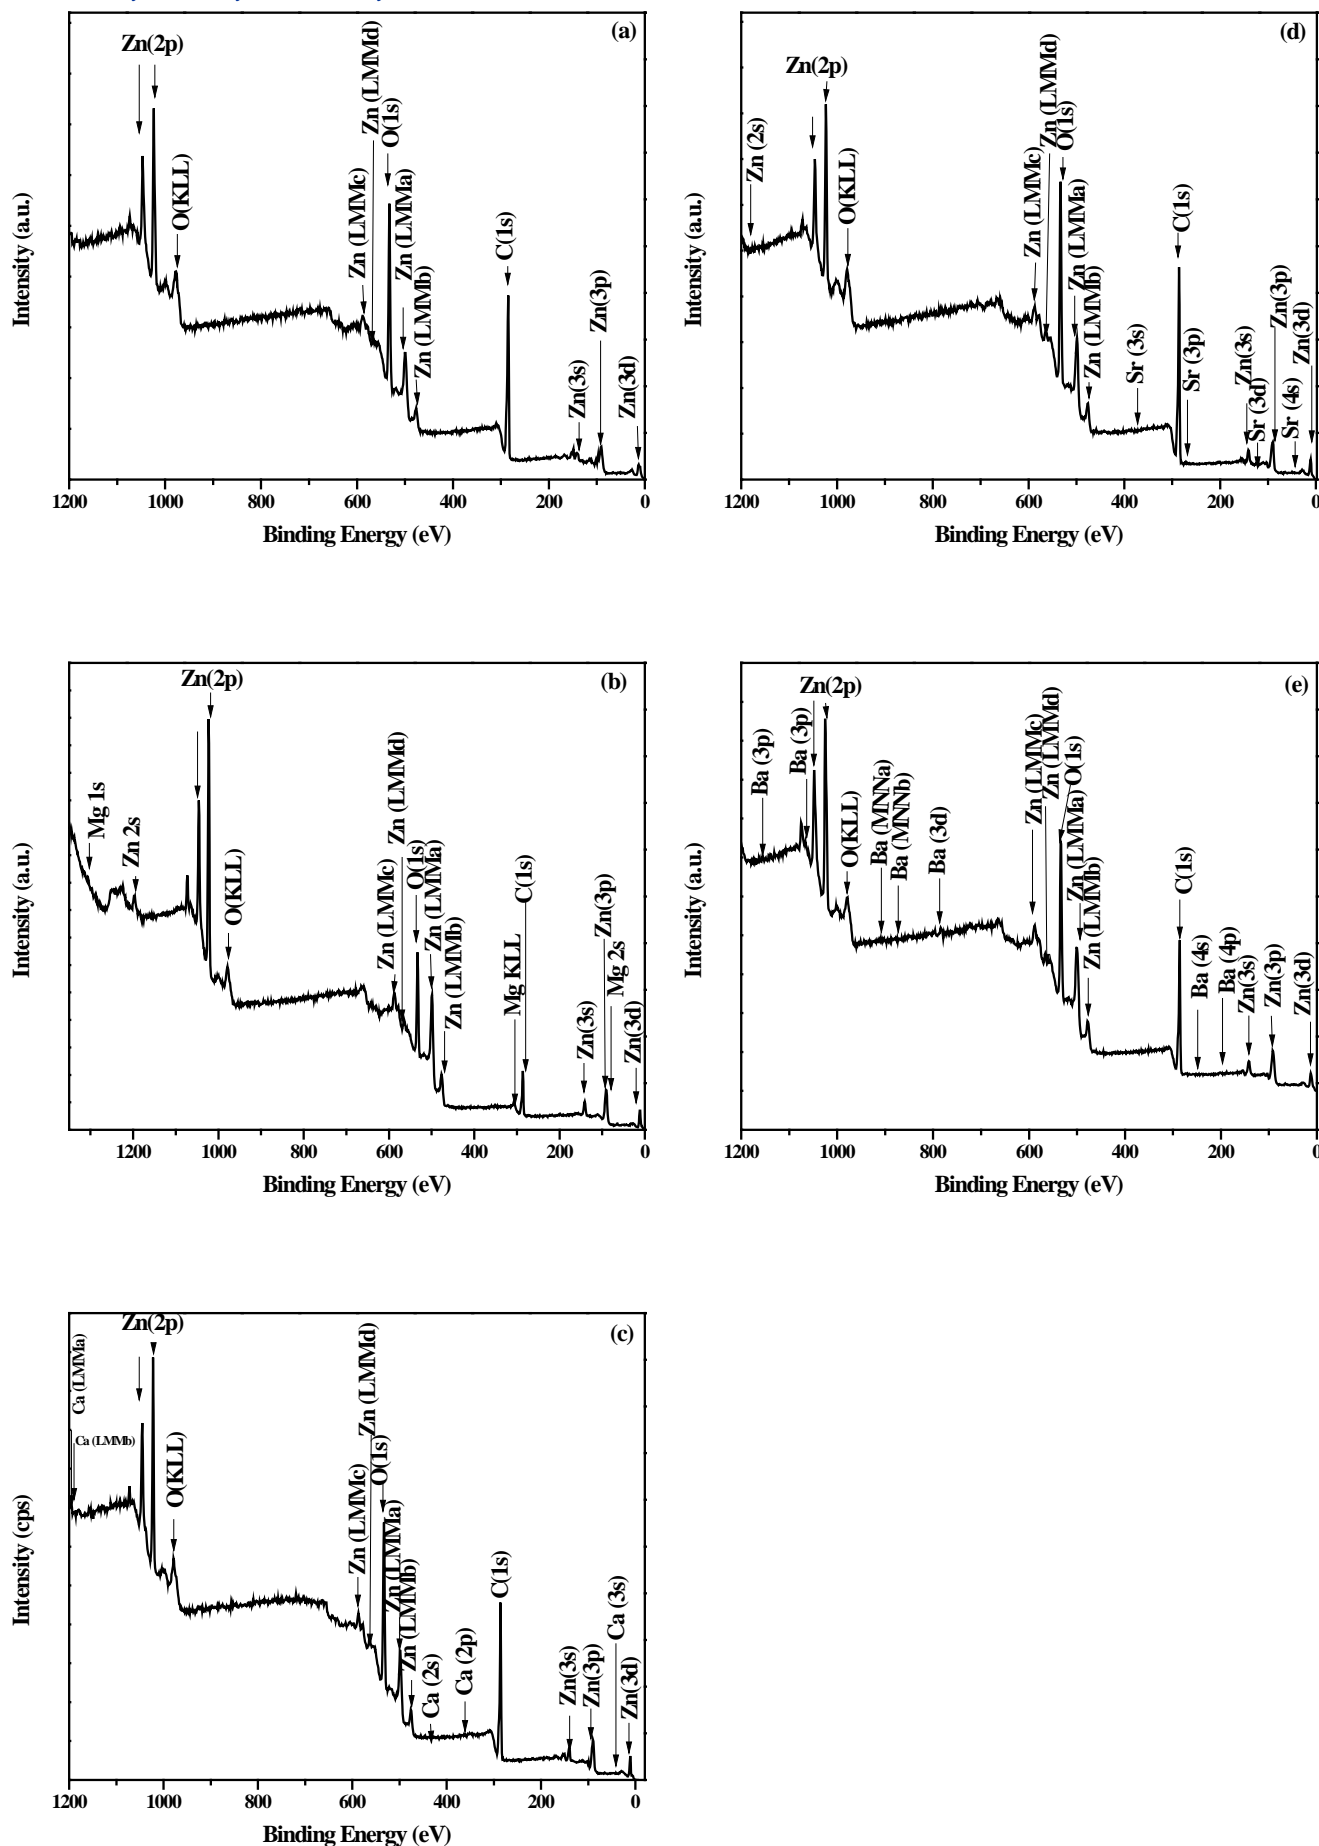 (a)
Zn(2p)
O(KLL)
Zn (LMMc)
Zn (LMMd)
O(1s)
Zn (LMMa)
Zn (LMMb)
C(1s)
Zn(3s)
Zn(3p)
Zn(3d)
Intensity (a.u.)
1200 1000 800 600 400 200 0
Binding Energy (eV)
(d)
Zn (2s)
Zn(2p)
O(KLL)
Zn (LMMc)
Zn (LMMd)
O(1s)
Zn (LMMa)
Zn (LMMb)
Sr (3s)
C(1s)
Sr (3p)
Zn(3s)
Sr (3d)
Zn(3p)
Sr (4s)
Zn(3d)
Intensity (a.u.)
1200 1000 800 600 400 200 0
Binding Energy (eV)
(b)
Mg 1s
Zn 2s
Zn(2p)
O(KLL)
Zn (LMMc)
Zn (LMMd)
O(1s)
Zn (LMMa)
Zn (LMMb)
Mg KLL
C(1s)
Zn(3s)
Zn(3p)
Mg 2s
Zn(3d)
Intensity (a.u.)
1200 1000 800 600 400 200 0
Binding Energy (eV)
(e)
Ba (3p)
Ba (3p)
Zn(2p)
O(KLL)
Ba (MNNa)
Ba (MNNb)
Ba (3d)
Zn (LMMc)
Zn (LMMd)
O(1s)
Zn (LMMa)
Zn (LMMb)
C(1s)
Ba (4s)
Ba (4p)
Zn(3s)
Zn(3p)
Zn(3d)
Intensity (a.u.)
1200 1000 800 600 400 200 0
Binding Energy (eV)
(c)
Ca (LMMa)
Ca (LMMb)
Zn(2p)
O(KLL)
Zn (LMMc)
Zn (LMMd)
O(1s)
Zn (LMMa)
Zn (LMMb)
Ca (2s)
Ca (2p)
C(1s)
Zn(3s)
Zn(3p)
Ca (3s)
Zn(3d)
Intensity (cps)
1200 1000 800 600 400 200 0
Binding Energy (eV)